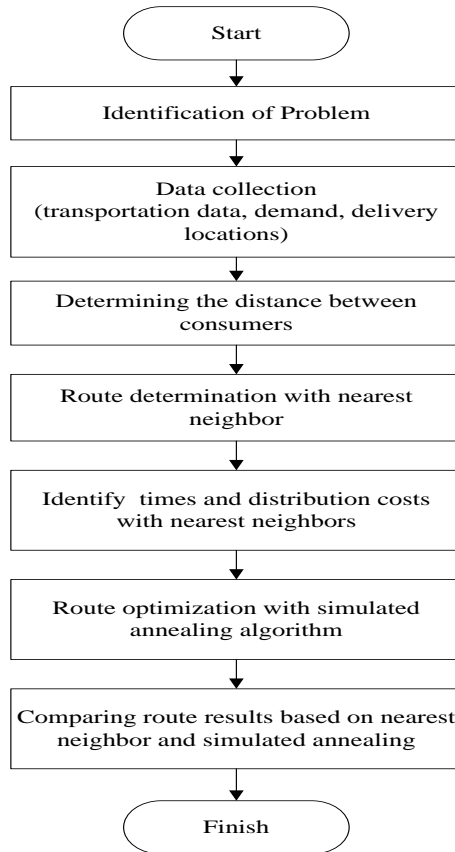 Start
Identification of Problem
Data collection
(transportation data, demand, delivery
locations)
Determining the distance between
consumers
Route determination with nearest
neighbor
Identify times and distribution costs
with nearest neighbors
Route optimization with simulated
annealing algorithm
Comparing route results based on nearest
neighbor and simulated annealing
Finish